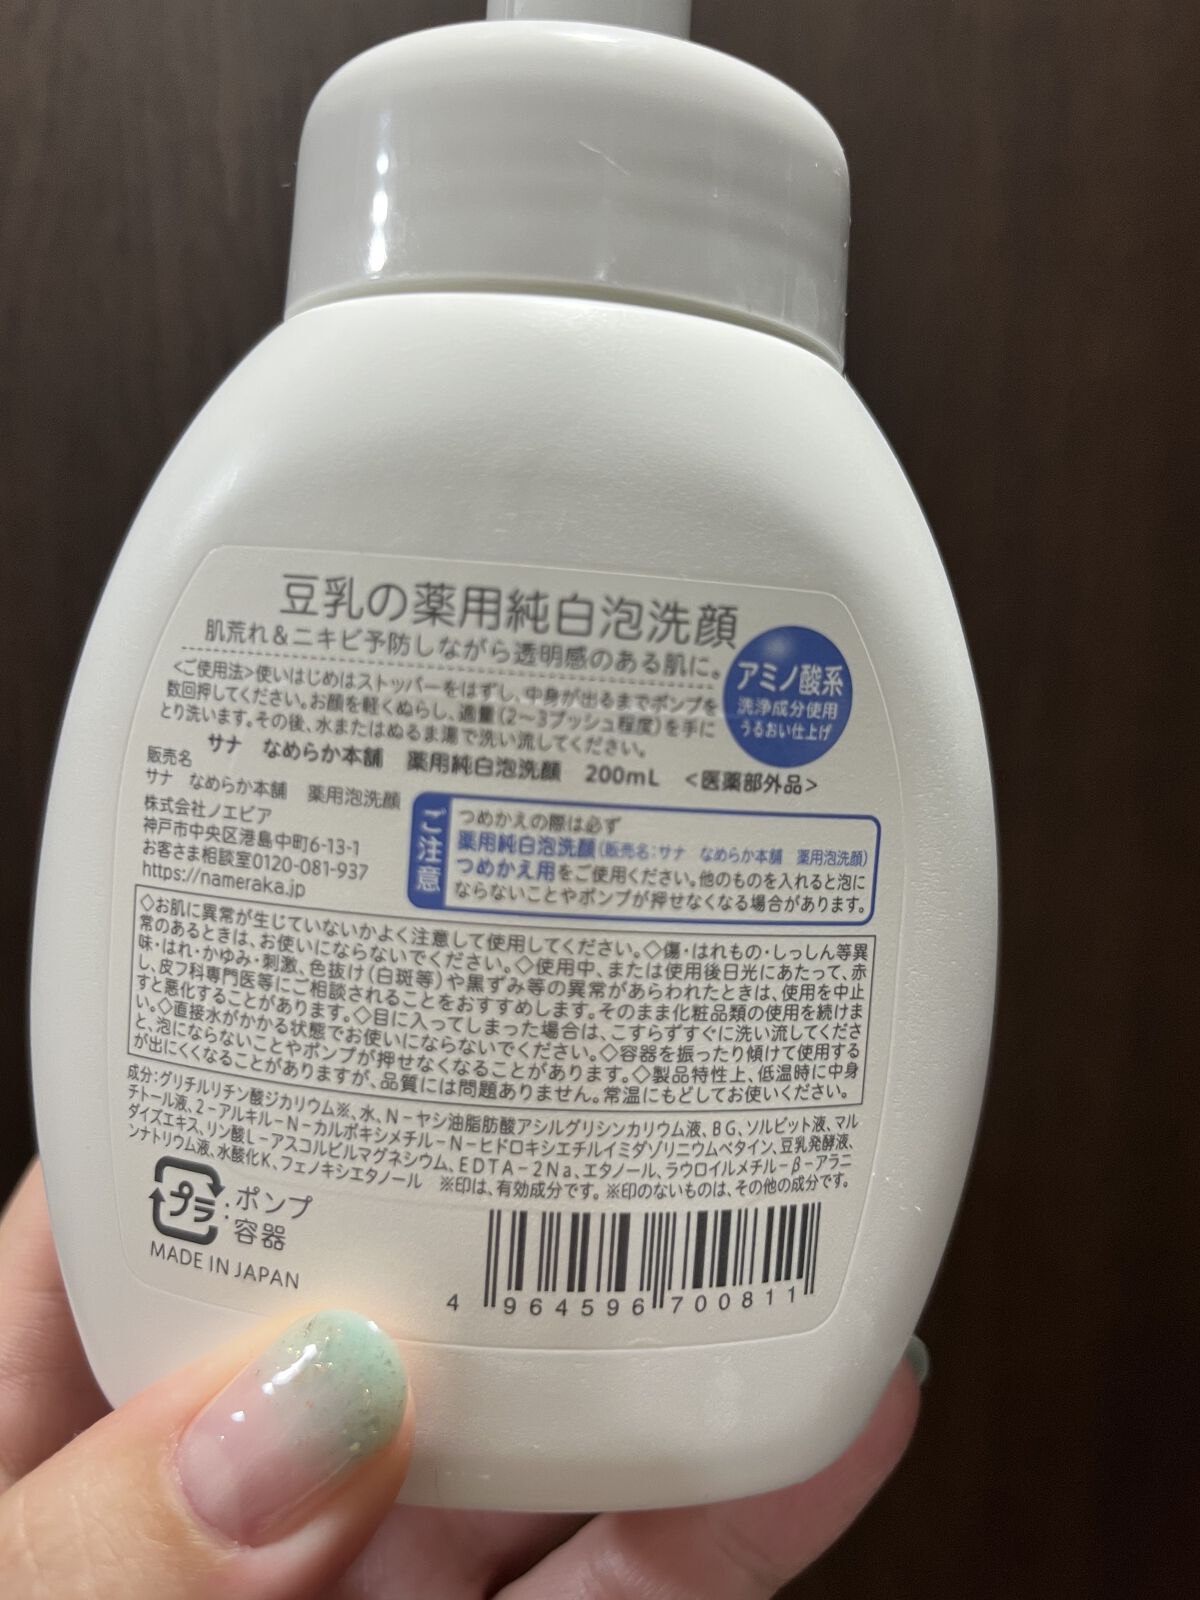 豆乳の薬用純白泡洗顔
肌荒れ&ニキビ予防しながら透明感のある肌に。
アミノ酸系
洗浄成分使用
うるおい仕上げ
<ご使用法>使いはじめはストッパーをはずし、中身が出るまでポンプを
数回押してください。お顔を軽くぬらし、適量(2〜3プッシュ程度)を手に
とり洗います。その後、水またはぬるま湯で洗い流してください。
サナ なめらか本舗 薬用純白泡洗顔 200mL <医薬部外品>
販売名
サナ なめらか本舗 薬用泡洗顔
株式会社ノエビア
神戸市中央区港島中町6-13-1
お客さま相談室0120-081-937
https://nameraka.jp
ご注意
つめかえの際は必ず
薬用純白泡洗顔(販売名:サナ なめらか本舗 薬用泡洗顔)
つめかえ用をご使用ください。他のものを入れると泡に
ならないことやポンプが押せなくなる場合があります。
◇お肌に異常が生じていないかよく注意して使用してください。◇傷・はれもの・しっしん等異
常のあるときは、お使いにならないでください。◇使用中、または使用後日光にあたって、赤
味・はれ・かゆみ・刺激、色抜け(白斑等)や黒ずみ等の異常があらわれたときは、使用を中止
し、皮フ科専門医等にご相談されることをおすすめします。そのまま化粧品類の使用を続けま
すと悪化することがあります。◇目に入ってしまった場合は、こすらずすぐに洗い流してくださ
い。◇直接水がかかる状態でお使いにならないでください。◇容器を振ったり傾けて使用する
と、泡にならないことやポンプが押せなくなることがあります。◇製品特性上、低温時に中身
が出にくくなることがありますが、品質には問題ありません。常温にもどしてお使いください。
成分:グリチルリチン酸ジカリウム※、水、N-ヤシ油脂肪酸アシルグリシンカリウム液、BG、ソルビット液、マル
チトール液、2-アルキル-N-カルボキシメチル-N-ヒドロキシエチルイミダゾリニウムベタイン、豆乳発酵液、
ダイズエキス、リン酸L-アスコルビルマグネシウム、EDTA-2Na、エタノール、ラウロイルメチル-β-アラニ
ンナトリウム液、水酸化K、フェノキシエタノール ※印は、有効成分です。※印のないものは、その他の成分です。
プラ
:ポンプ
容器
MADE IN JAPAN
4 964596 700811